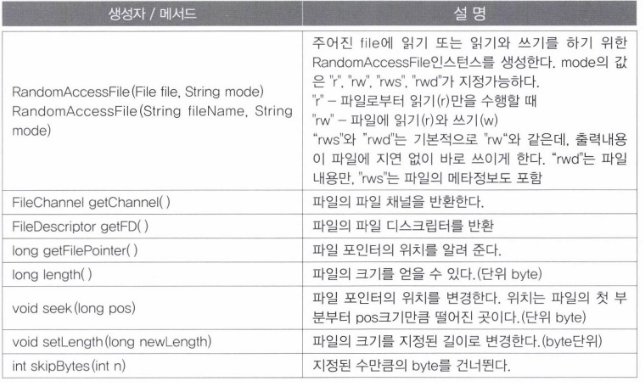 생성자 / 메서드
설 명
RandomAccessFile(File file, String mode)
RandomAccessFile(String fileName, String
mode)
주어진 file에 읽기 또는 읽기와 쓰기를 하기 위한
RandomAccessFile인스턴스를 생성한다. mode의 값
은 "r", "rw", "rws", "rwd"가 지정가능하다.
"r" – 파일로부터 읽기(r)만을 수행할 때
"rw" – 파일에 읽기(r)와 쓰기(w)
“rws"와 ”rwd"는 기본적으로 "rw“와 같은데, 출력내용
이 파일에 지연 없이 바로 쓰이게 한다. “rwd"는 파일
내용만, "rws"는 파일의 메타정보도 포함
FileChannel getChannel( )
파일의 파일 채널을 반환한다.
FileDescriptor getFD( )
파일의 파일 디스크립터를 반환
long getFilePointer( )
파일 포인터의 위치를 알려 준다.
long length( )
파일의 크기를 얻을 수 있다.(단위 byte)
void seek(long pos)
파일 포인터의 위치를 변경한다. 위치는 파일의 첫 부
분부터 pos크기만큼 떨어진 곳이다.(단위 byte)
void setLength(long newLength)
파일의 크기를 지정된 길이로 변경한다.(byte단위)
int skipBytes(int n)
지정된 수만큼의 byte를 건너뛴다.